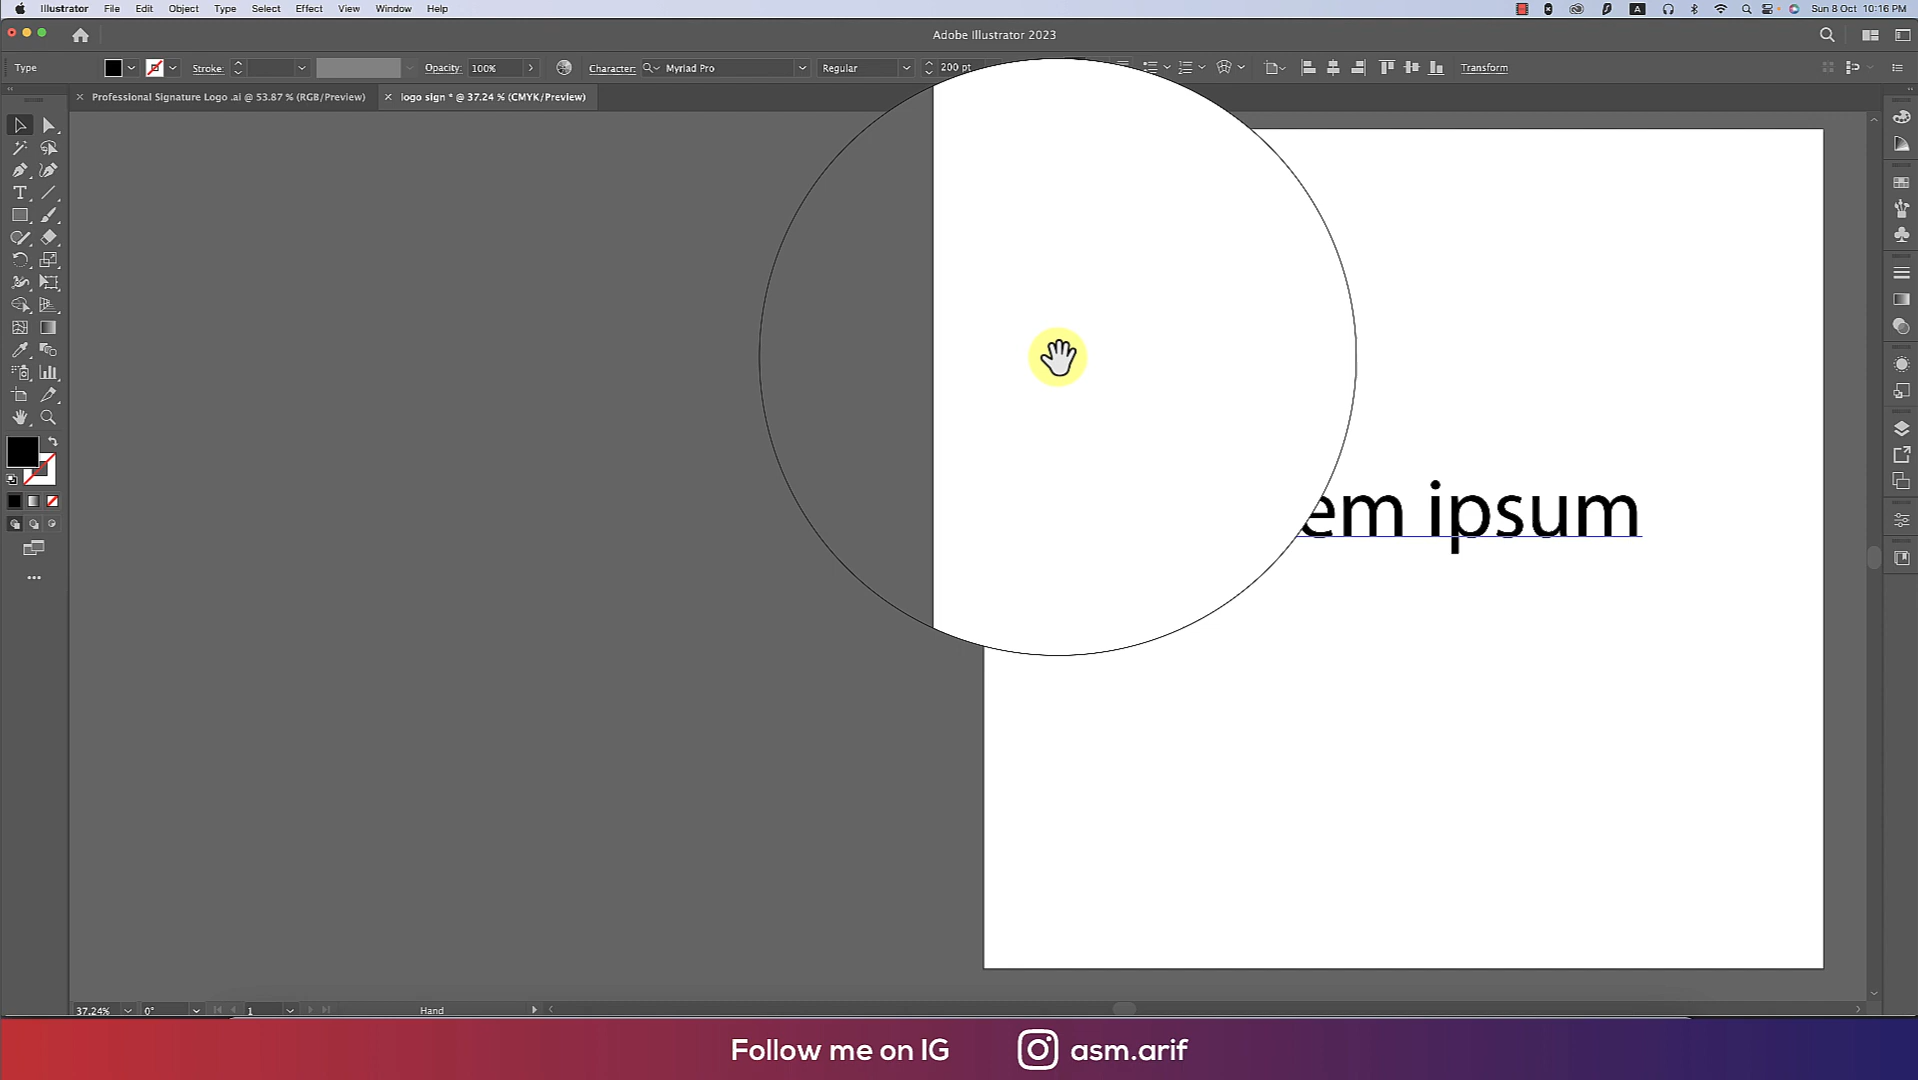 Illustrator File Edit Object Type Select Effect View Window Help
A Sun 8 Oct 10:16 PM
Adobe Illustrator 2023
Type Stroke: Opacity: 100% Character: Myriad Pro Regular 200 pt Transform
Professional Signature Logo .ai @ 53.87 % (RGB/Preview) logo sign * @ 37.24 % (CMYK/Preview)
em ipsum
37.24% 0° 1 Hand
Follow me on IG asm.arif